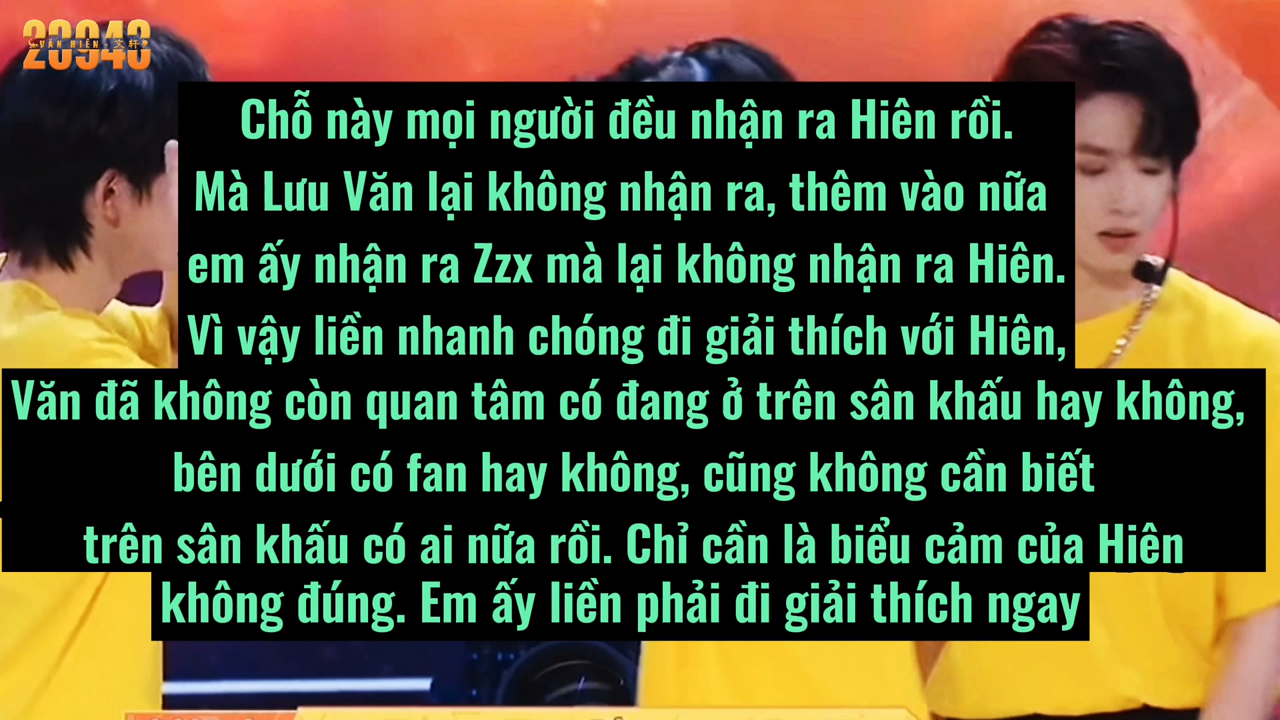 23943
VĂN HIÊN · 文轩
Chỗ này mọi người đều nhận ra Hiên rồi.
Mà Lưu Văn lại không nhận ra, thêm vào nữa
em ấy nhận ra Zzx mà lại không nhận ra Hiên.
Vì vậy liền nhanh chóng đi giải thích với Hiên,
Văn đã không còn quan tâm có đang ở trên sân khấu hay không,
bên dưới có fan hay không, cũng không cần biết
trên sân khấu có ai nữa rồi. Chỉ cần là biểu cảm của Hiên
không đúng. Em ấy liền phải đi giải thích ngay